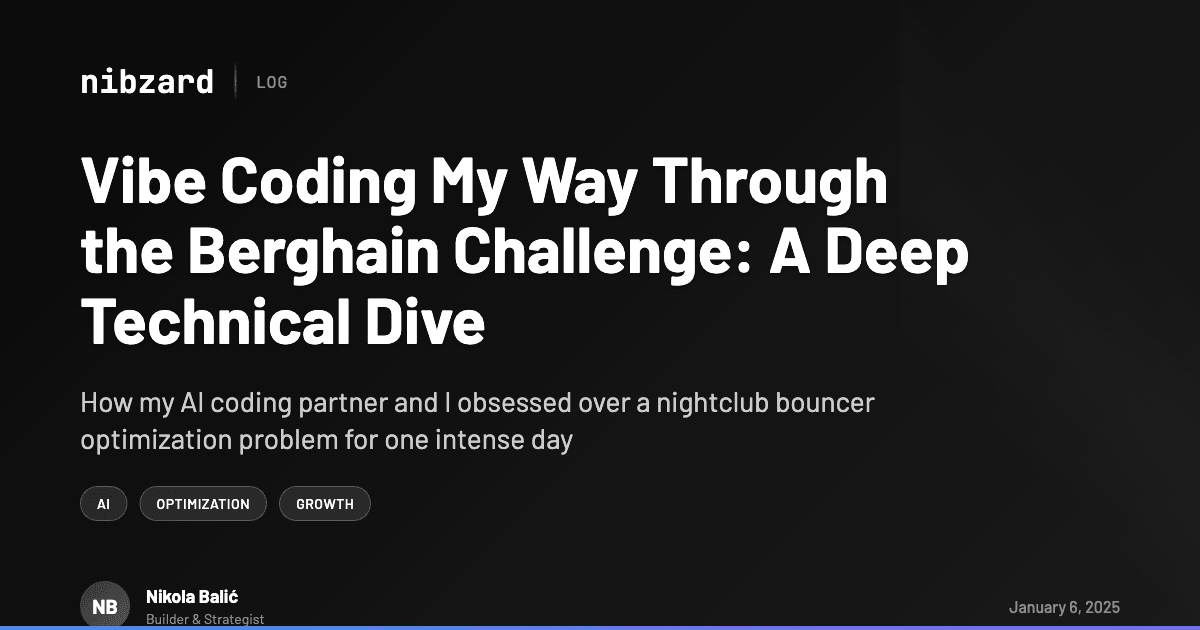 nibzard
LOG
Vibe Coding My Way Through
the Berghain Challenge: A Deep
Technical Dive
How my AI coding partner and I obsessed over a nightclub bouncer
optimization problem for one intense day
AI
OPTIMIZATION
GROWTH
NB
Nikola Balić
Builder & Strategist
January 6, 2025